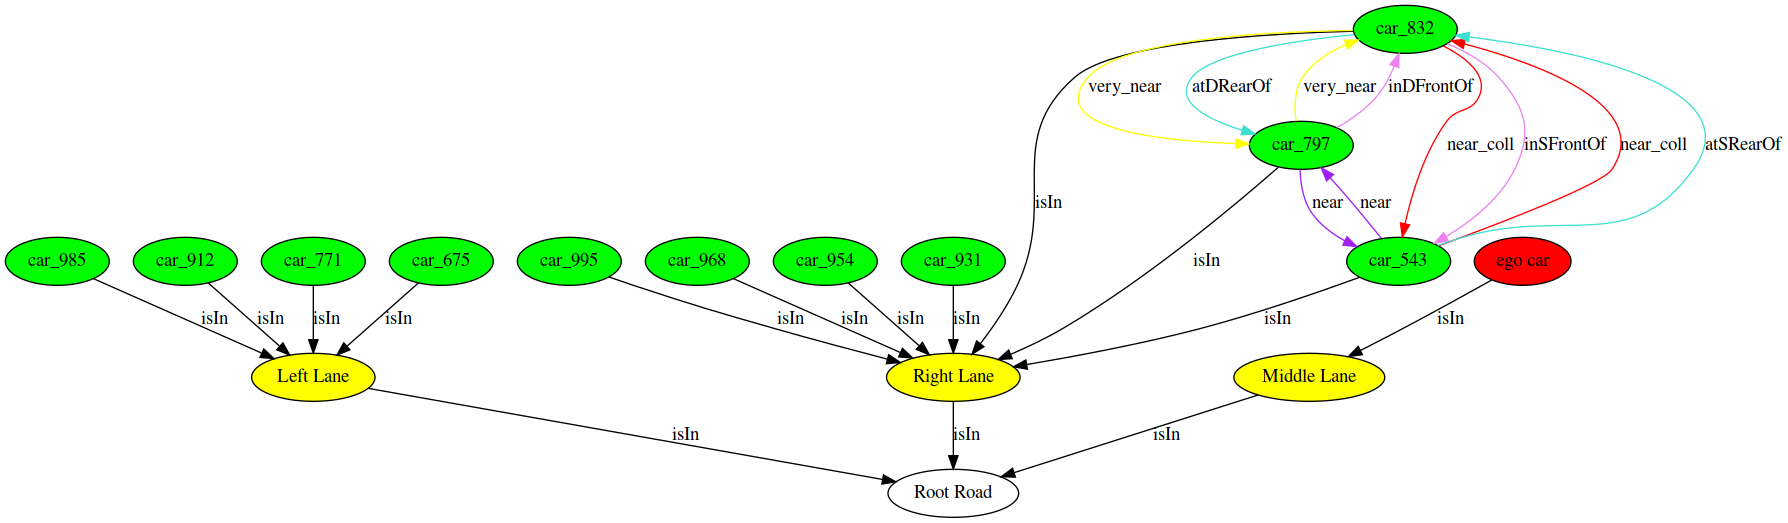 car_832
very_near
atDRearOf
very_near
inDFrontOf
car_797
near_coll
inSFrontOf
near_coll
atSRearOf
isIn
near
near
car_985
car_912
car_771
car_675
car_995
car_968
car_954
car_931
isIn
car_543
ego car
isIn
isIn
isIn
isIn
isIn
isIn
isIn
isIn
isIn
isIn
Left Lane
Right Lane
Middle Lane
isIn
isIn
isIn
Root Road